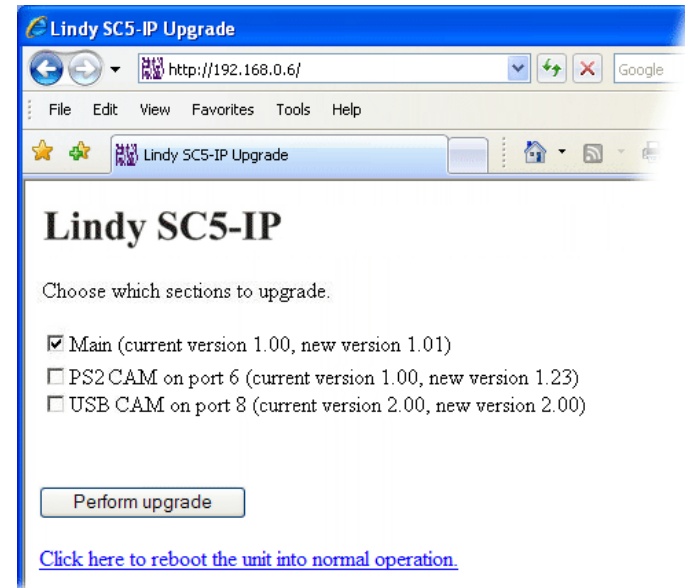 Lindy SC5-IP Upgrade
http://192.168.0.6/
Google
File Edit View Favorites Tools Help
Lindy SC5-IP Upgrade
Lindy SC5-IP
Choose which sections to upgrade.
Main (current version 1.00, new version 1.01)
PS2 CAM on port 6 (current version 1.00, new version 1.23)
USB CAM on port 8 (current version 2.00, new version 2.00)
Perform upgrade
Click here to reboot the unit into normal operation.